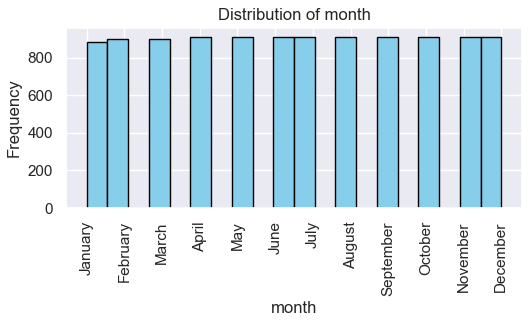 Distribution of month
Frequency
800
600
400
200
0
January
February
March
April
May
June
July
August
September
October
November
December
month